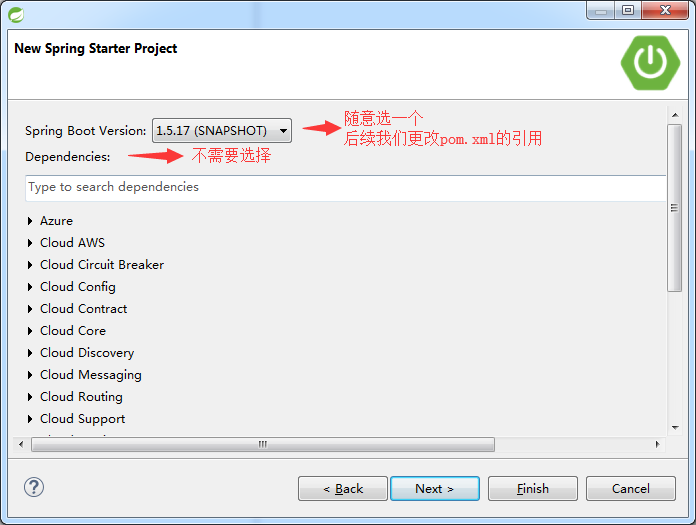 New Spring Starter Project
Spring Boot Version: 1.5.17 (SNAPSHOT) 随意选一个
后续我们更改pom.xml的引用
Dependencies: 不需要选择
Type to search dependencies
Azure
Cloud AWS
Cloud Circuit Breaker
Cloud Config
Cloud Contract
Cloud Core
Cloud Discovery
Cloud Messaging
Cloud Routing
Cloud Support
? < Back Next > Finish Cancel